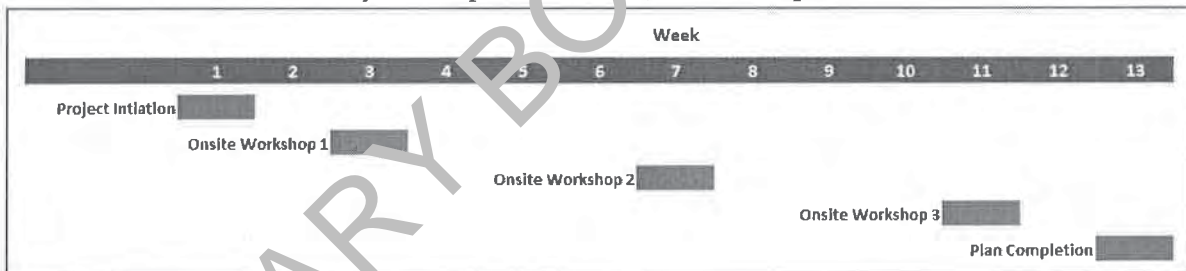 Week
1 2 3 4 5 6 7 8 9 10 11 12 13
Project Intiation
Onsite Workshop 1
Onsite Workshop 2
Onsite Workshop 3
Plan Completion